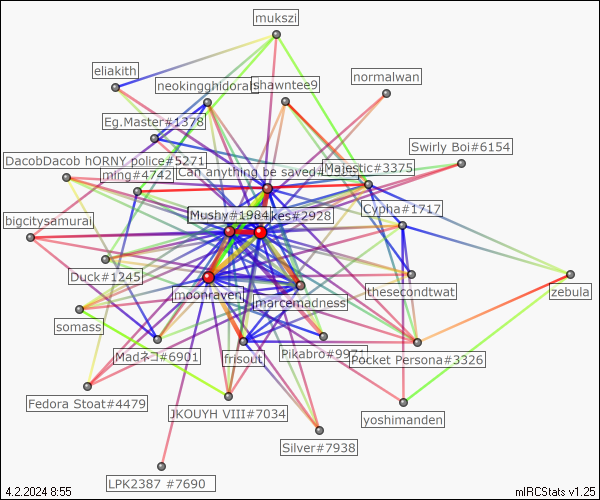 mukszi
eliakith
neokingghidorah
shawntee9
normalwan
Eg.Master#1378
Swirly Boi#6154
DacobDacob hORNY police#5271
ming#4742
Can anything be saved#
Majestic#3375
Mushy#1984
kes#2928
Cypha#1717
bigcitysamurai
Duck#1245
moonraven
marcemadness
thesecondtwat
zebula
somass
Madネコ#6901
frisout
Pikabro#9971
Pocket Persona#3326
Fedora Stoat#4479
JKOUYH VIII#7034
yoshimanden
Silver#7938
LPK2387 #7690
4.2.2024 8:55
mIRCStats v1.25